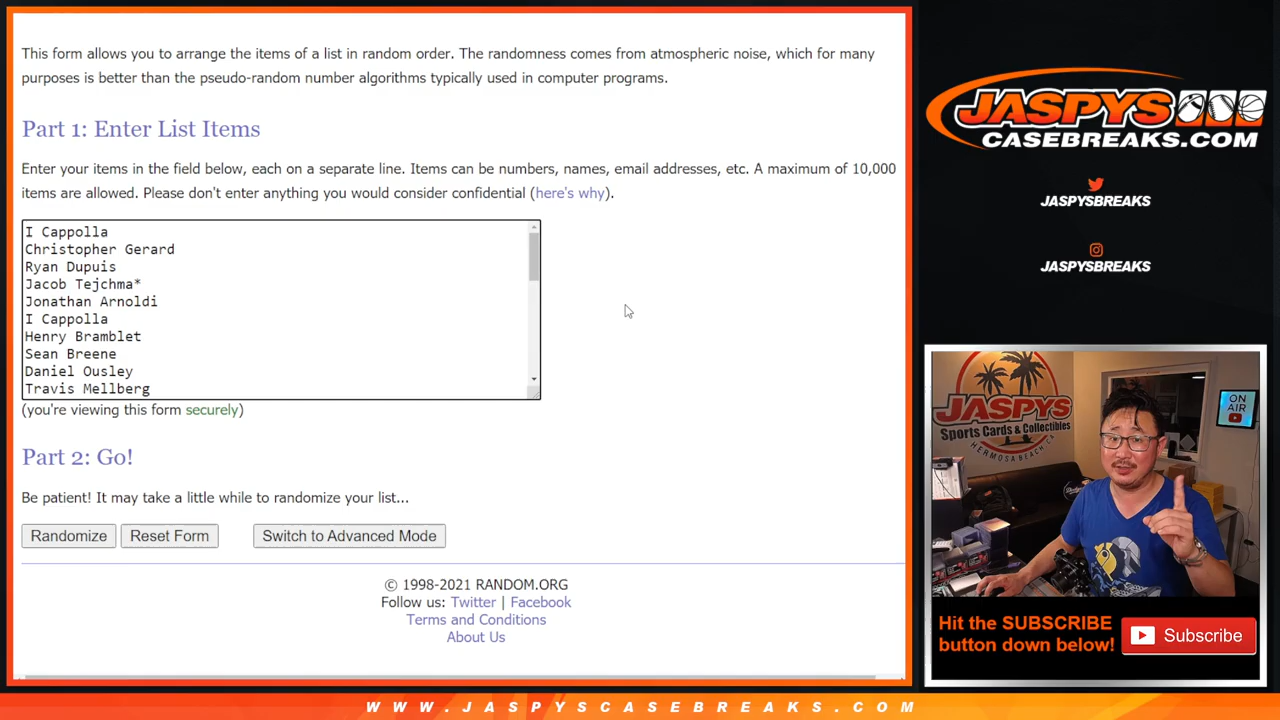 This form allows you to arrange the items of a list in random order. The randomness comes from atmospheric noise, which for many
purposes is better than the pseudo-random number algorithms typically used in computer programs.
Part 1: Enter List Items
Enter your items in the field below, each on a separate line. Items can be numbers, names, email addresses, etc. A maximum of 10,000
items are allowed. Please don't enter anything you would consider confidential (here's why).
I Cappolla
Christopher Gerard
Ryan Dupuis
Jacob Tejchma*
Jonathan Arnoldi
I Cappolla
Henry Bramblet
Sean Breene
Daniel Ousley
Travis Mellberg
(you're viewing this form securely)
Part 2: Go!
Be patient! It may take a little while to randomize your list...
Randomize Reset Form Switch to Advanced Mode
© 1998-2021 RANDOM.ORG
Follow us: Twitter | Facebook
Terms and Conditions
About Us
JASPYS
CASEBREAKS.COM
JASPYSBREAKS
JASPYSBREAKS
JASPYS
Sports Cards & Collectibles
HERMOSA BEACH, CA
ON
AIR
Hit the SUBSCRIBE
button down below!
Subscribe
WWW.JASPYSCASEBREAKS.COM